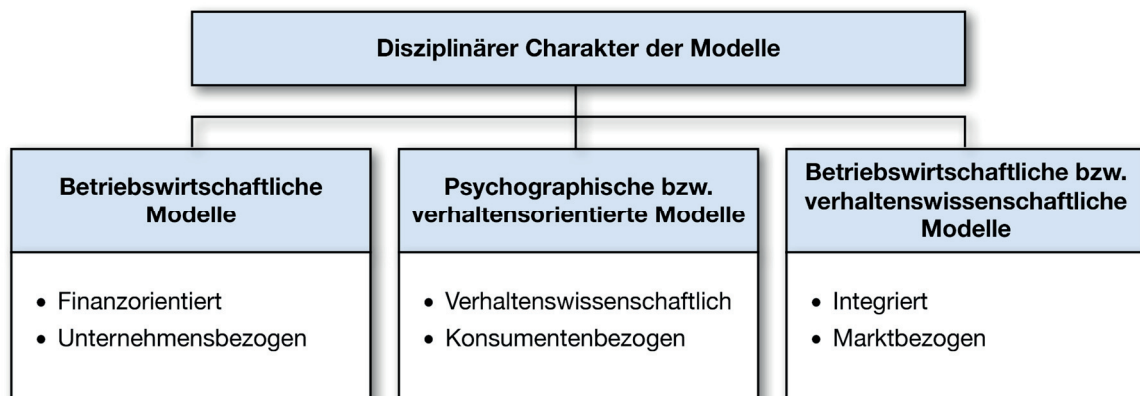 Disziplinärer Charakter der Modelle
Betriebswirtschaftliche
Modelle
• Finanzorientiert
• Unternehmensbezogen
Psychographische bzw.
verhaltensorientierte Modelle
• Verhaltenswissenschaftlich
• Konsumentenbezogen
Betriebswirtschaftliche bzw.
verhaltenswissenschaftliche
Modelle
• Integriert
• Marktbezogen